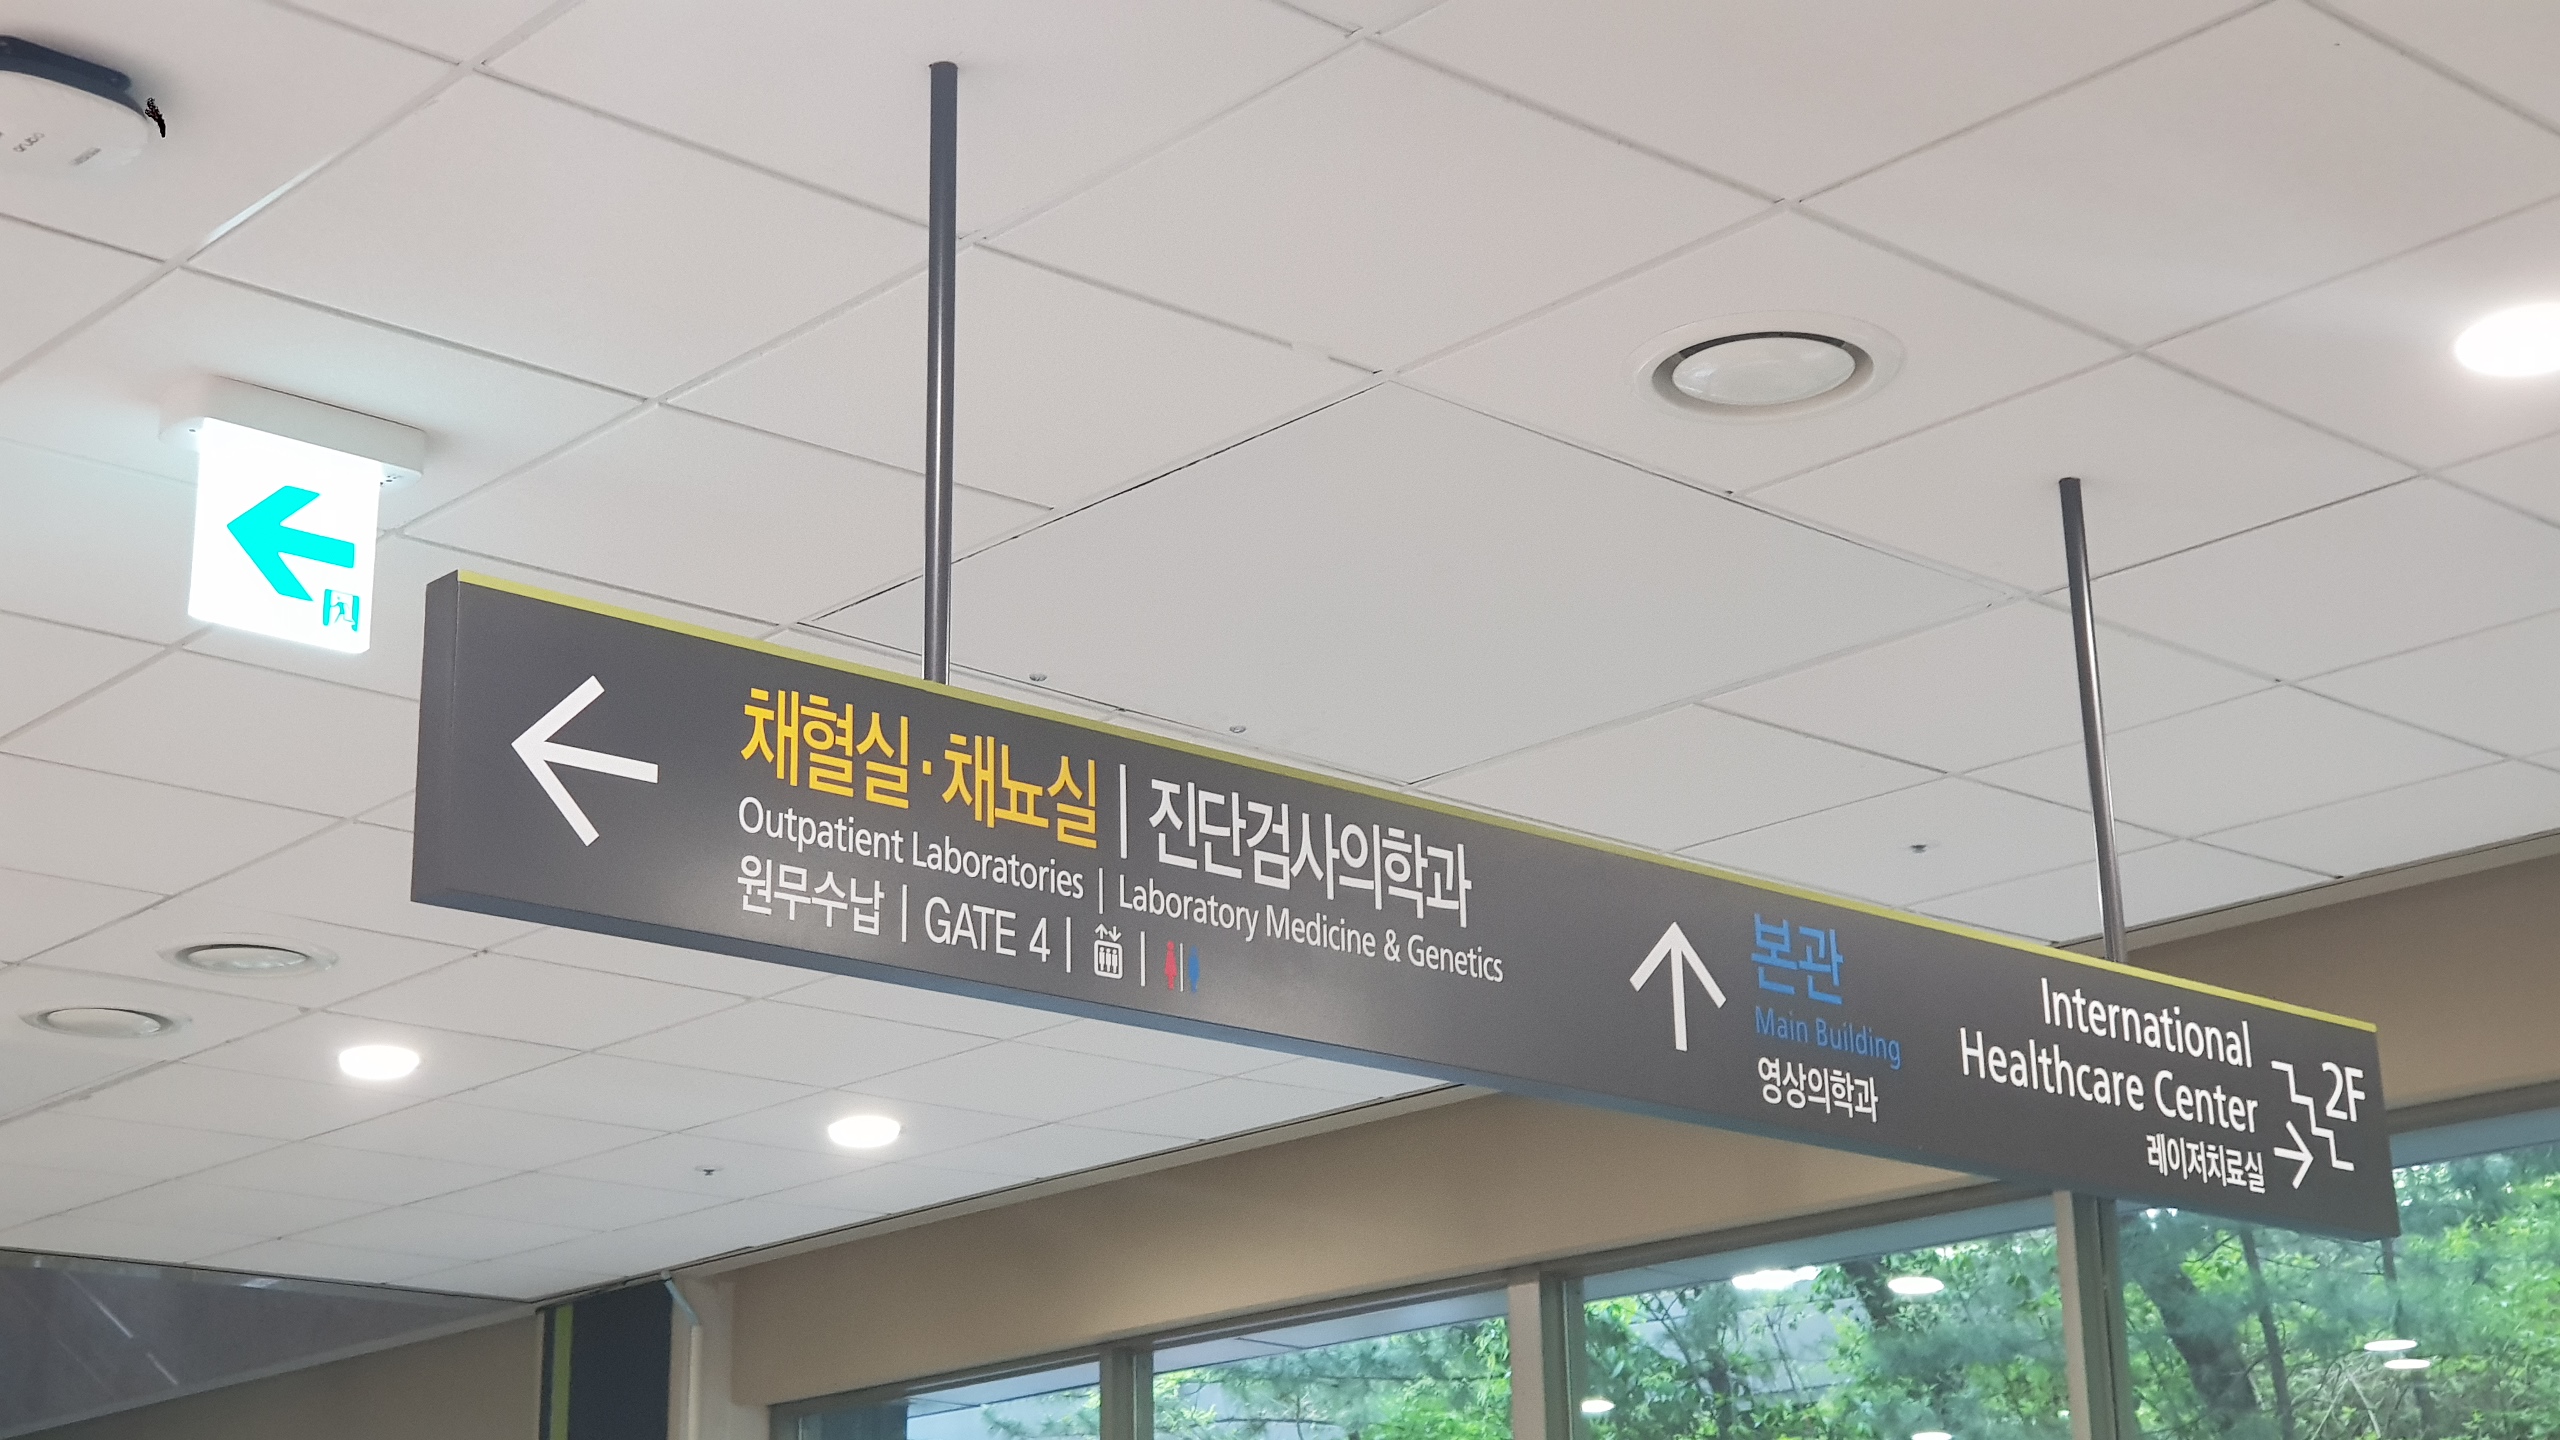 채혈실·채뇨실 | 진단검사의학과
Outpatient Laboratories | Laboratory Medicine & Genetics
원무수납 | GATE 4 |
본관
Main Building
영상의학과
International
Healthcare Center
2F
레이저치료실
aruba